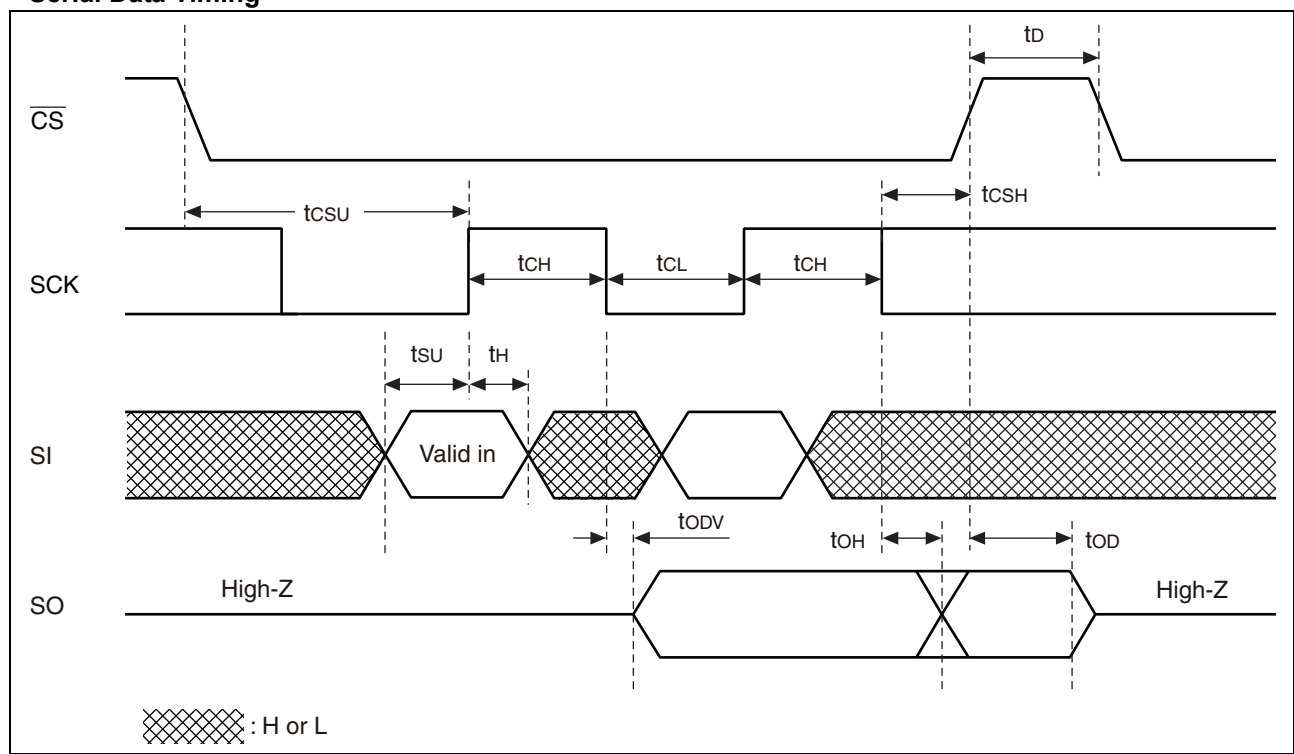 Serial Data Timing
tD
CS
tCSU
tCSH
SCK
tCH
tCL
tCH
tSU
tH
SI
Valid in
tODV
tOH
tOD
SO
High-Z
High-Z
: H or L